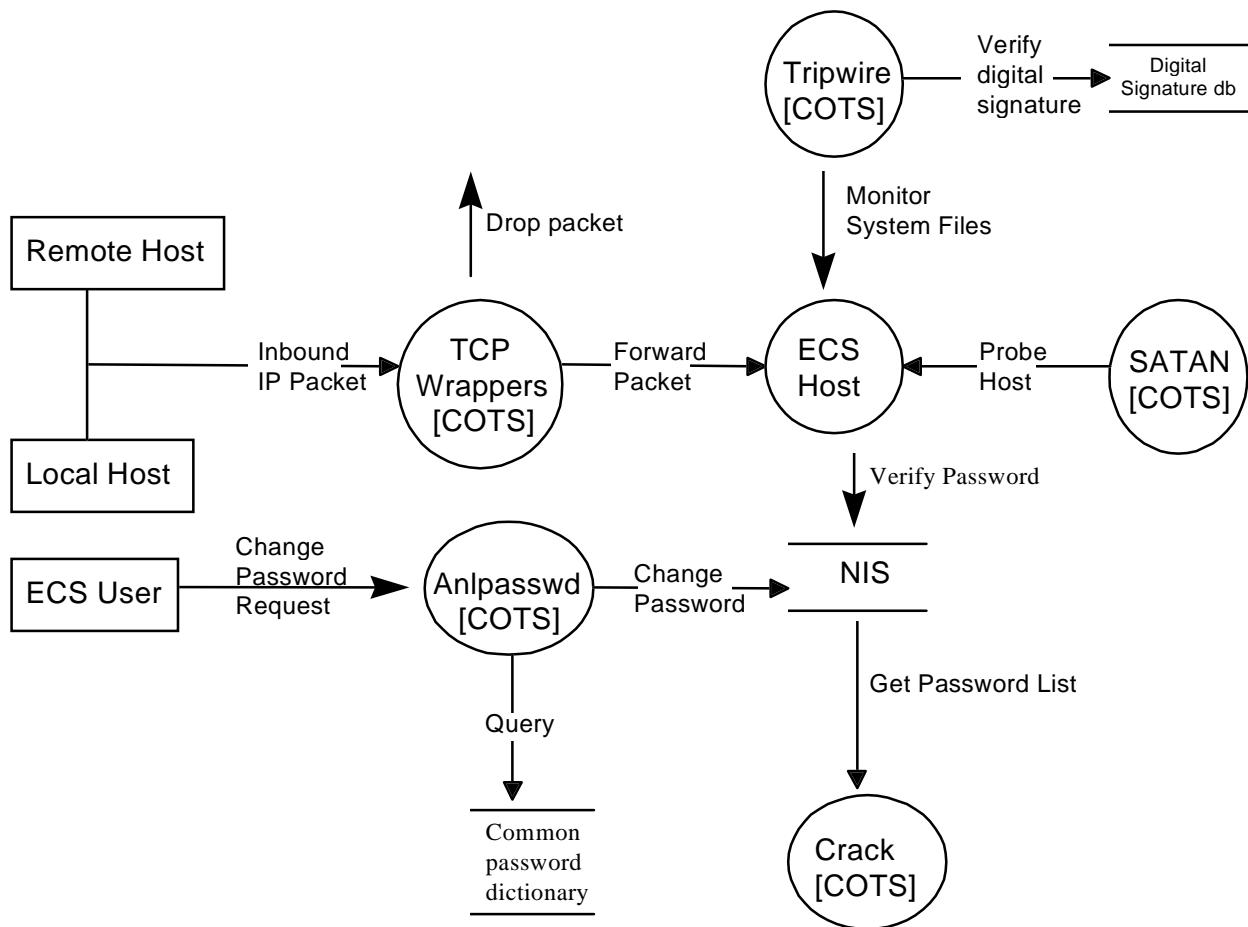 Tripwire
[COTS]
Verify
digital
signature
Digital
Signature db
Monitor
System Files
Drop packet
Remote Host
Inbound
IP Packet
TCP
Wrappers
[COTS]
Forward
Packet
ECS
Host
Probe
Host
SATAN
[COTS]
Local Host
Verify Password
ECS User
Change
Password
Request
Anlpasswd
[COTS]
Change
Password
NIS
Get Password List
Query
Common
password
dictionary
Crack
[COTS]